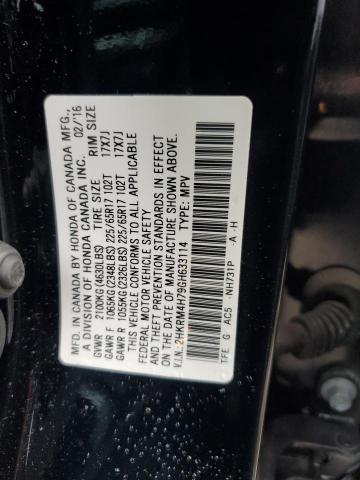 MFD. IN CANADA BY HONDA OF CANADA MFG.,
A DIVISION OF HONDA CANADA INC. 02/16
GVWR 2100KG(4630LBS) TIRE SIZE RIM SIZE
GAWR F 1065KG(2348LBS) 225/65R17 102T 17X7J
GAWR R 1055KG(2326LBS) 225/65R17 102T 17X7J
THIS VEHICLE CONFORMS TO ALL APPLICABLE
FEDERAL MOTOR VEHICLE SAFETY
AND THEFT PREVENTION STANDARDS IN EFFECT
ON THE DATE OF MANUFACTURE SHOWN ABOVE.
V.I.N.:2HKRM4H79GH633114 TYPE: MPV
TFE G AC5 -NH731P -A -H